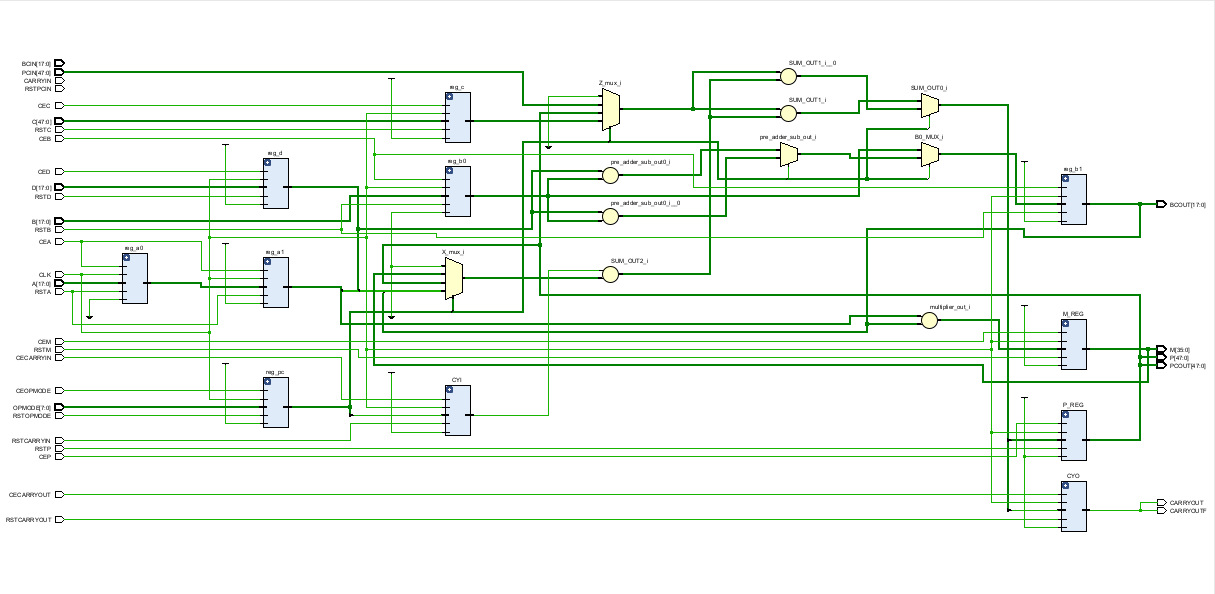 BCIN[17:0]
PCIN[47:0]
CARRYIN
RSTPCIN
CEC
C[47:0]
RSTC
CEB
CED
D[17:0]
RSTD
B[17:0]
RSTB
CEA
CLK
A[17:0]
RSTA
CEM
RSTM
CECARRYIN
CEOPMODE
OPMODE[7:0]
RSTOPMODE
RSTCARRYIN
RSTP
CEP
CECARRYOUT
RSTCARRYOUT
reg_a0
reg_d
reg_a1
reg_pc
reg_c
reg_b0
X_mux_i
CYI
Z_mux_i
pre_adder_sub_out0_i
pre_adder_sub_out0_i__0
SUM_OUT2_i
SUM_OUT1_i__0
SUM_OUT1_i
pre_adder_sub_out_i
SUM_OUT0_i
B0_MUX_i
multiplier_out_i
reg_b1
M_REG
P_REG
CYO
BCOUT[17:0]
M[35:0]
P[47:0]
PCOUT[47:0]
CARRYOUT
CARRYOUTF